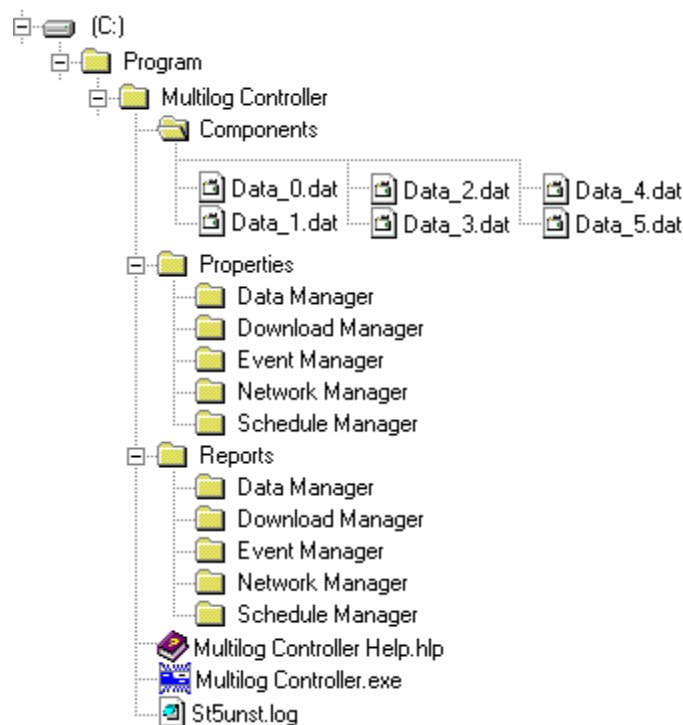 (C:)
Program
Multilog Controller
Components
Data_0.dat Data_2.dat Data_4.dat
Data_1.dat Data_3.dat Data_5.dat
Properties
Data Manager
Download Manager
Event Manager
Network Manager
Schedule Manager
Reports
Data Manager
Download Manager
Event Manager
Network Manager
Schedule Manager
Multilog Controller Help.hlp
Multilog Controller.exe
St5unst.log